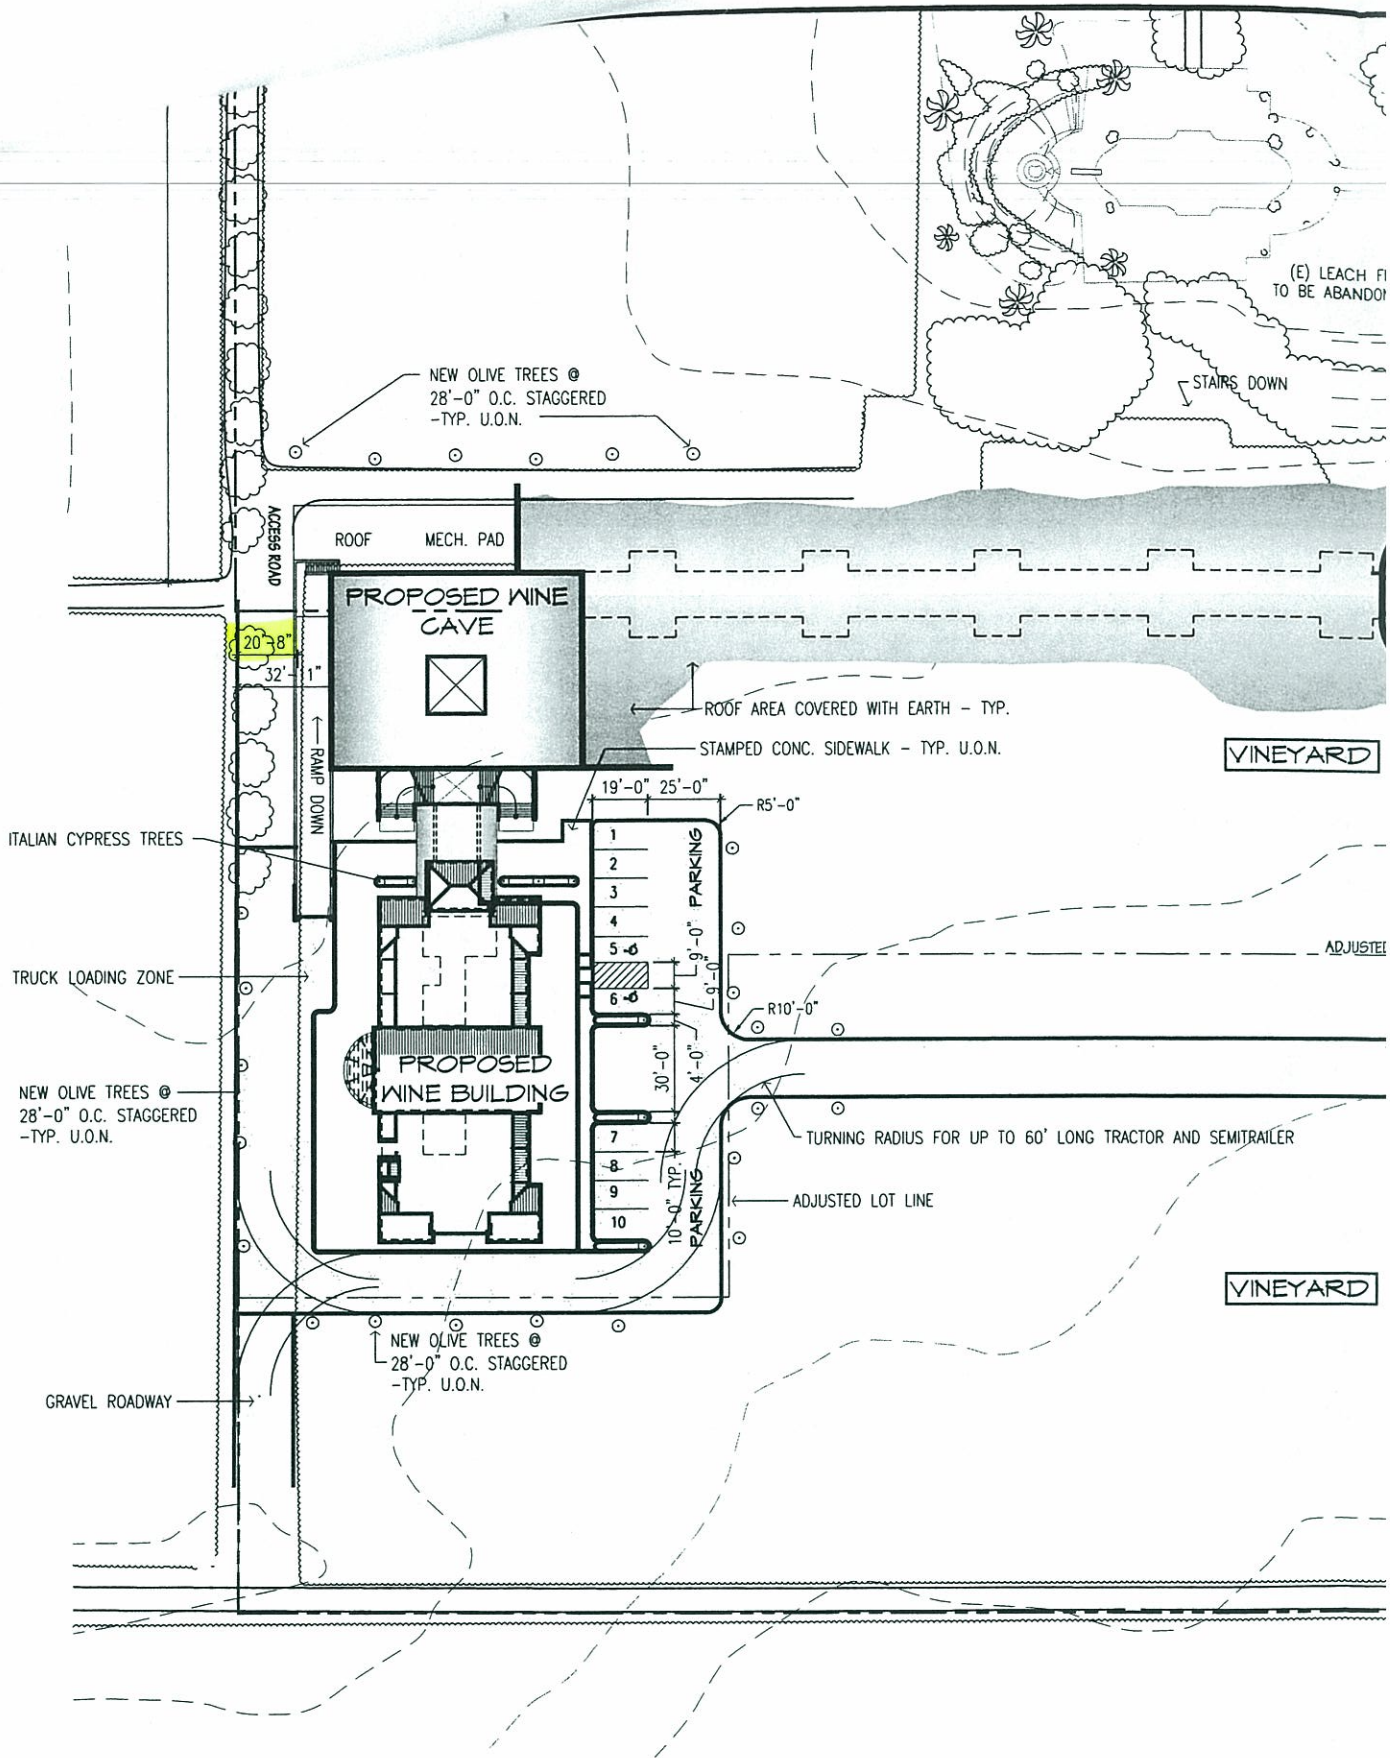 (E) LEACH FI
TO BE ABANDON
STAIRS DOWN
NEW OLIVE TREES @
28'-0" O.C. STAGGERED
-TYP. U.O.N.
ACCESS ROAD
ROOF
MECH. PAD
PROPOSED WINE
CAVE
20'-8"
32'-1"
ROOF AREA COVERED WITH EARTH - TYP.
STAMPED CONC. SIDEWALK - TYP. U.O.N.
VINEYARD
RAMP DOWN
19'-0"
25'-0"
R5'-0"
ITALIAN CYPRESS TREES
1
2
3
4
5
6
PARKING
9'-0"
9'-0"
ADJUSTED
TRUCK LOADING ZONE
R10'-0"
PROPOSED
WINE BUILDING
30'-0"
4'-0"
NEW OLIVE TREES @
28'-0" O.C. STAGGERED
-TYP. U.O.N.
TURNING RADIUS FOR UP TO 60' LONG TRACTOR AND SEMITRAILER
7
8
9
10
10'-0" TYP.
PARKING
ADJUSTED LOT LINE
VINEYARD
NEW OLIVE TREES @
28'-0" O.C. STAGGERED
-TYP. U.O.N.
GRAVEL ROADWAY